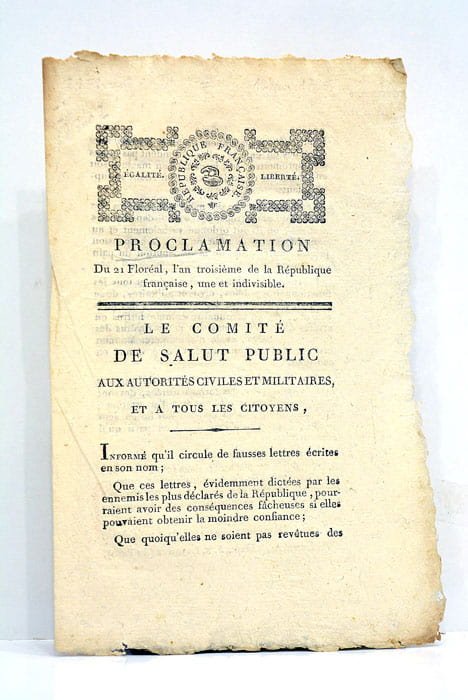 ÉGALITÉ.
RÉPUBLIQUE FRANÇAISE
LIBERTÉ.
PROCLAMATION
Du 21 Floréal, l'an troisième de la République
française, une et indivisible.
LE COMITÉ
DE SALUT PUBLIC
AUX AUTORITÉS CIVILES ET MILITAIRES,
ET A TOUS LES CITOYENS,
INFORMÉ qu'il circule de fausses lettres écrites
en son nom;
Que ces lettres, évidemment dictées par les
ennemis les plus déclarés de la République, pour-
raient avoir des conséquences fâcheuses si elles
pouvaient obtenir la moindre confiance;
Que quoiqu'elles ne soient pas revêtues des